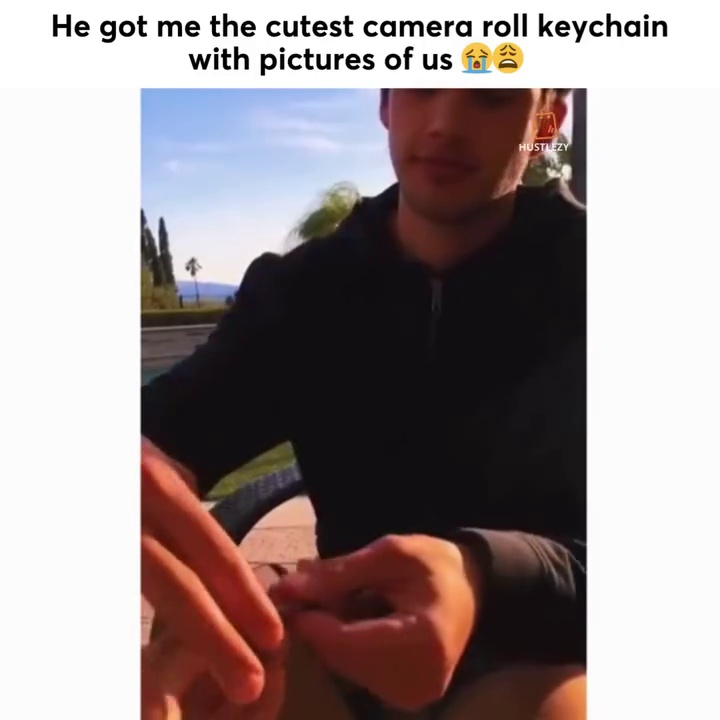 He got me the cutest camera roll keychain
with pictures of us 😭😩
HUSTLEZY